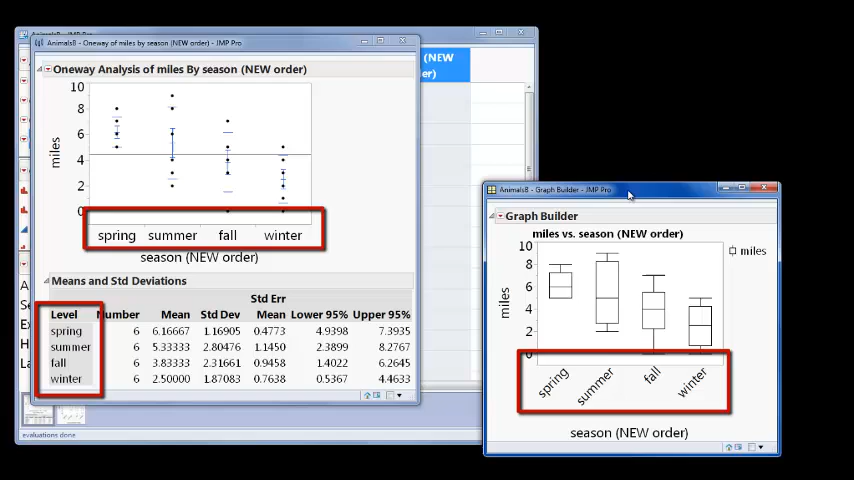 AnimalsB - Oneway of miles by season (NEW order) - JMP Pro
Oneway Analysis of miles By season (NEW order)
10
8
6
4
2
0
miles
spring summer fall winter
season (NEW order)
Means and Std Deviations
Std Err
Level Number Mean Std Dev Mean Lower 95% Upper 95%
spring 6 6.16667 1.16905 0.4773 4.9398 7.3935
summer 6 5.33333 2.80476 1.1450 2.3899 8.2767
fall 6 3.83333 2.31661 0.9458 1.4022 6.2645
winter 6 2.50000 1.87083 0.7638 0.5367 4.4633
evaluations done
(NEW
AnimalsB - Graph Builder - JMP Pro
Graph Builder
miles vs. season (NEW order)
10
8
6
4
2
0
miles
miles
spring summer fall winter
season (NEW order)